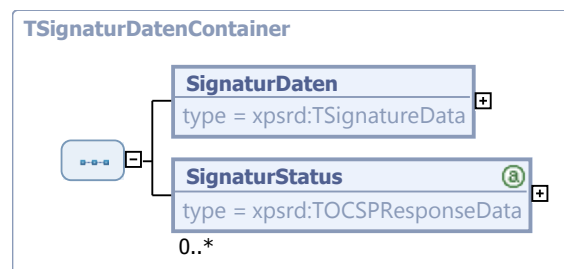 TSignaturDatenContainer
SignaturDaten
type = xpsrd:TSignatureData
SignaturStatus a
type = xpsrd:TOCSPResponseData
0..*